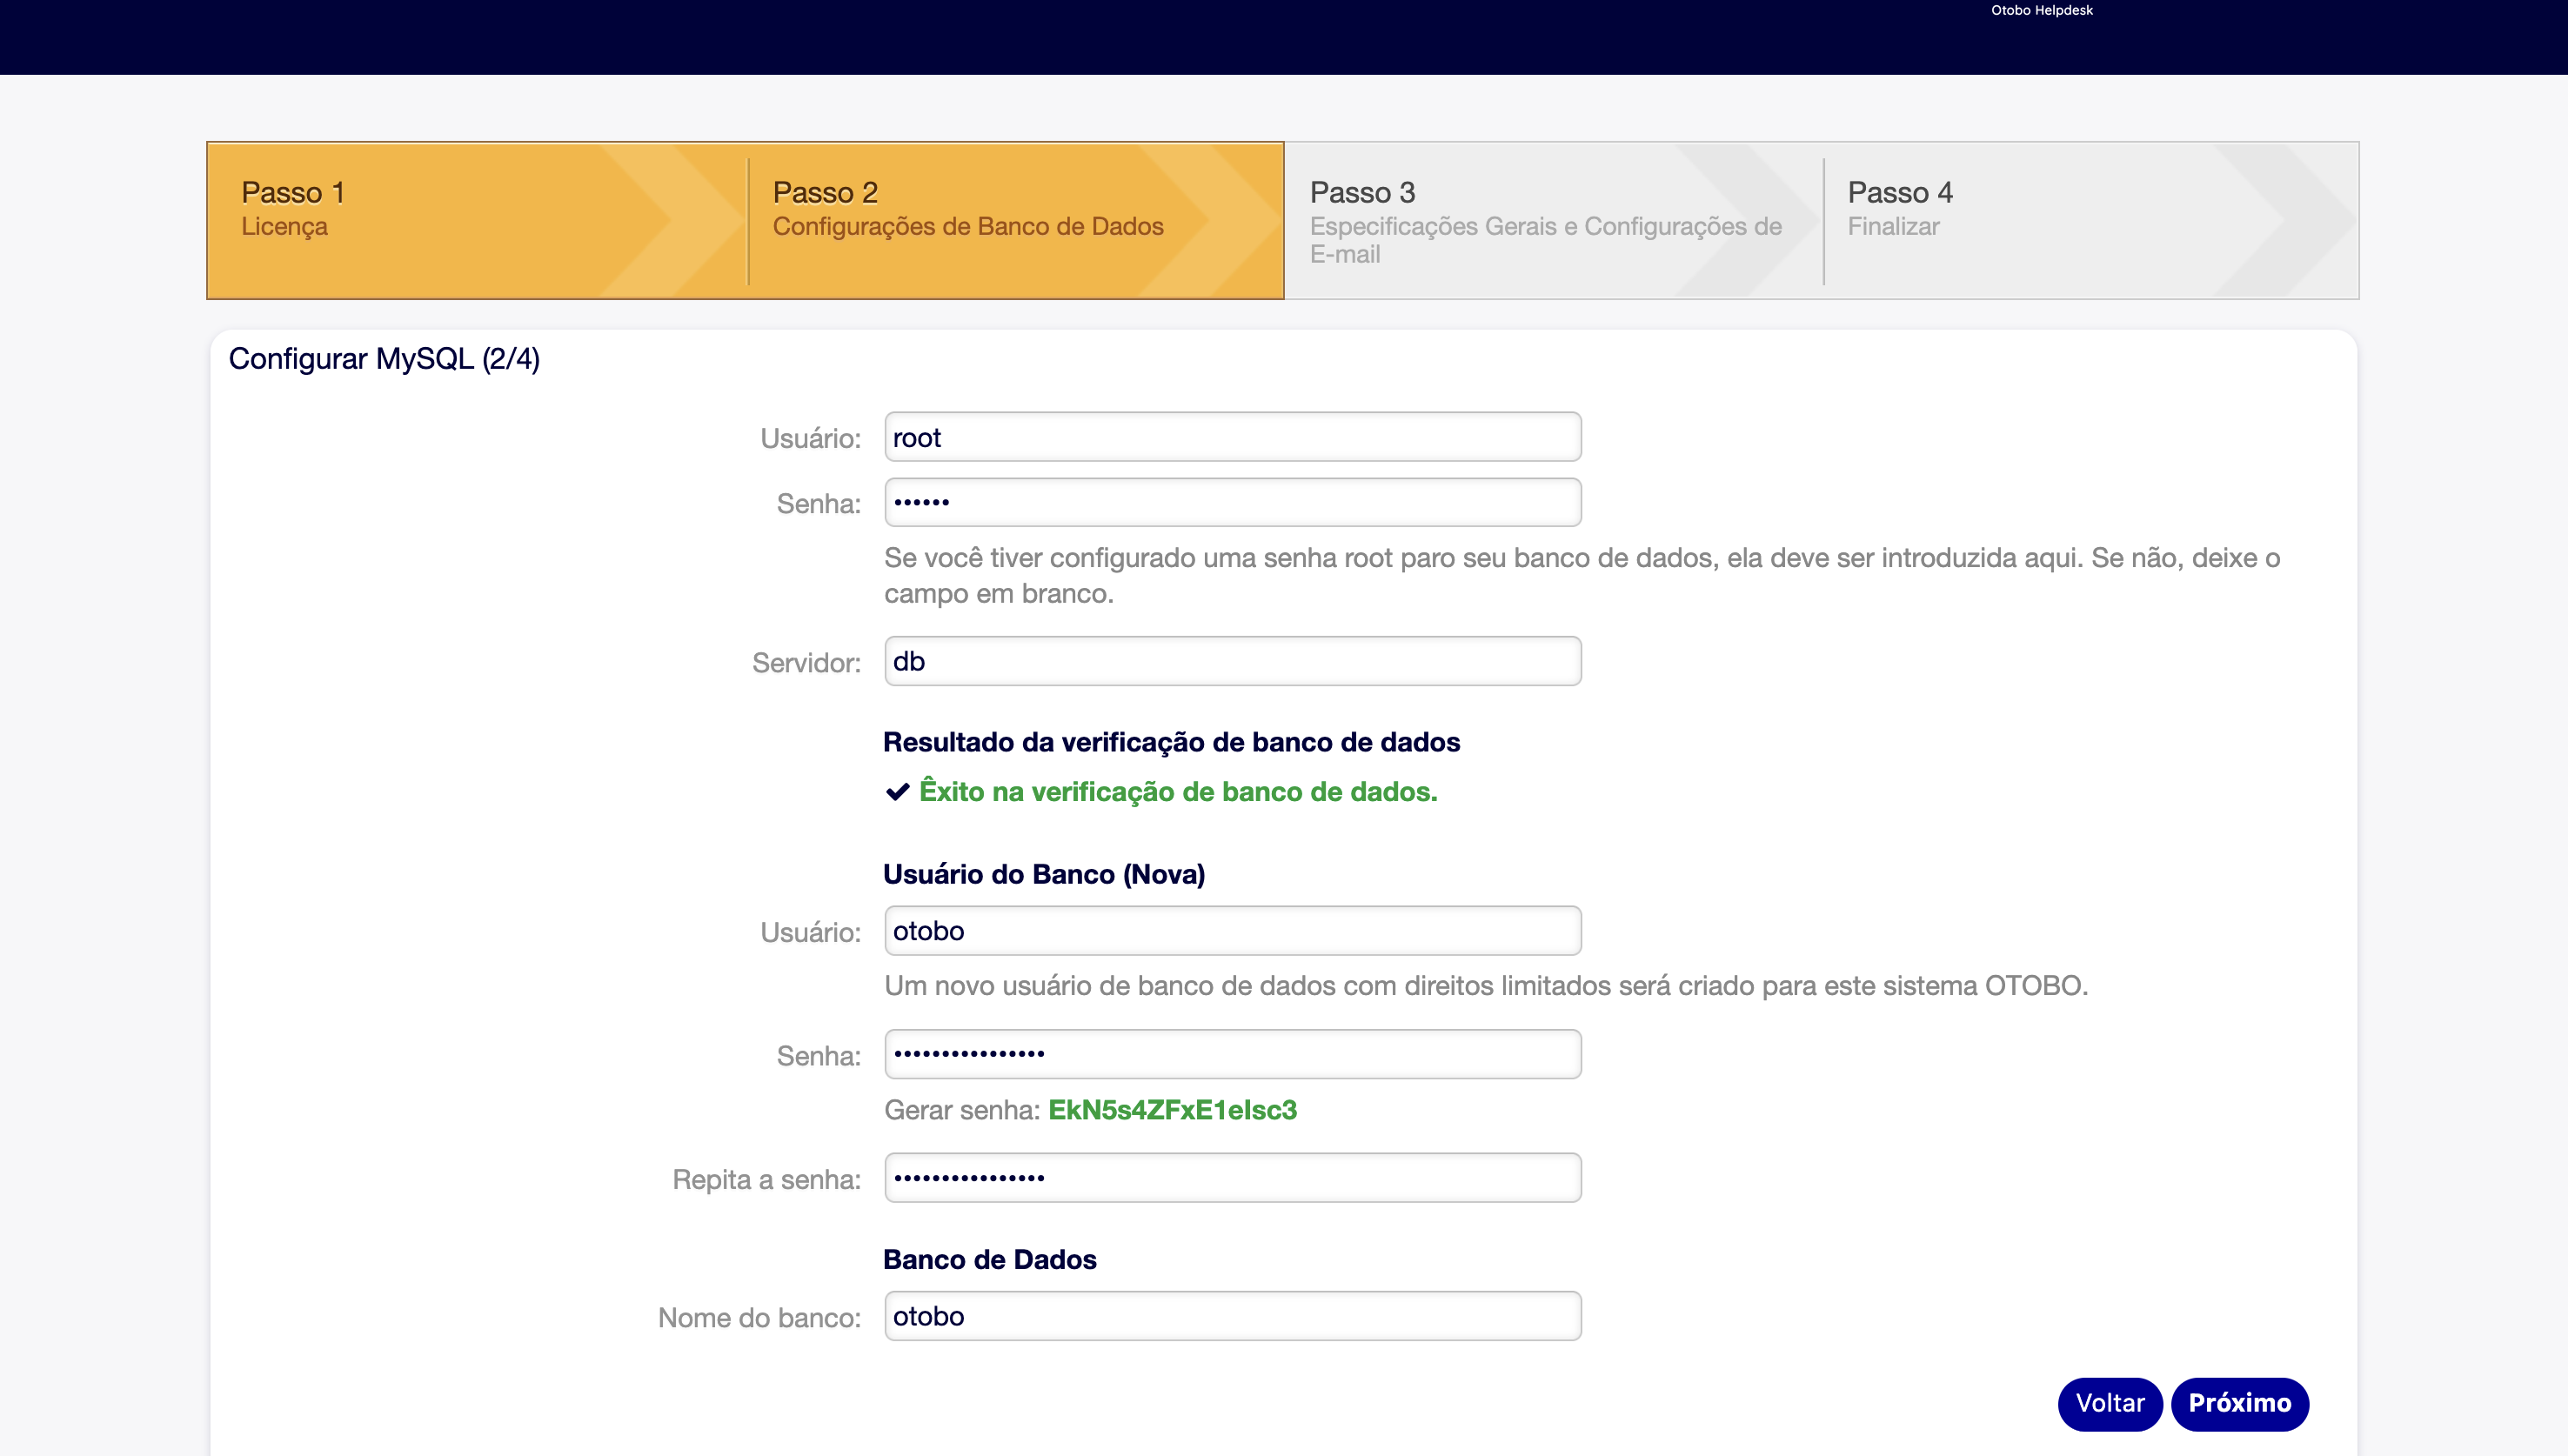 Otobo Helpdesk
Passo 1
Licença
Passo 2
Configurações de Banco de Dados
Passo 3
Especificações Gerais e Configurações de
E-mail
Passo 4
Finalizar
Configurar MySQL (2/4)
Usuário: root
Senha: ••••••
Se você tiver configurado uma senha root paro seu banco de dados, ela deve ser introduzida aqui. Se não, deixe o
campo em branco.
Servidor: db
Resultado da verificação de banco de dados
✔ Êxito na verificação de banco de dados.
Usuário do Banco (Nova)
Usuário: otobo
Um novo usuário de banco de dados com direitos limitados será criado para este sistema OTOBO.
Senha: ••••••••••••••••
Gerar senha: EkN5s4ZFxE1eIsc3
Repita a senha: ••••••••••••••••
Banco de Dados
Nome do banco: otobo
Voltar Próximo